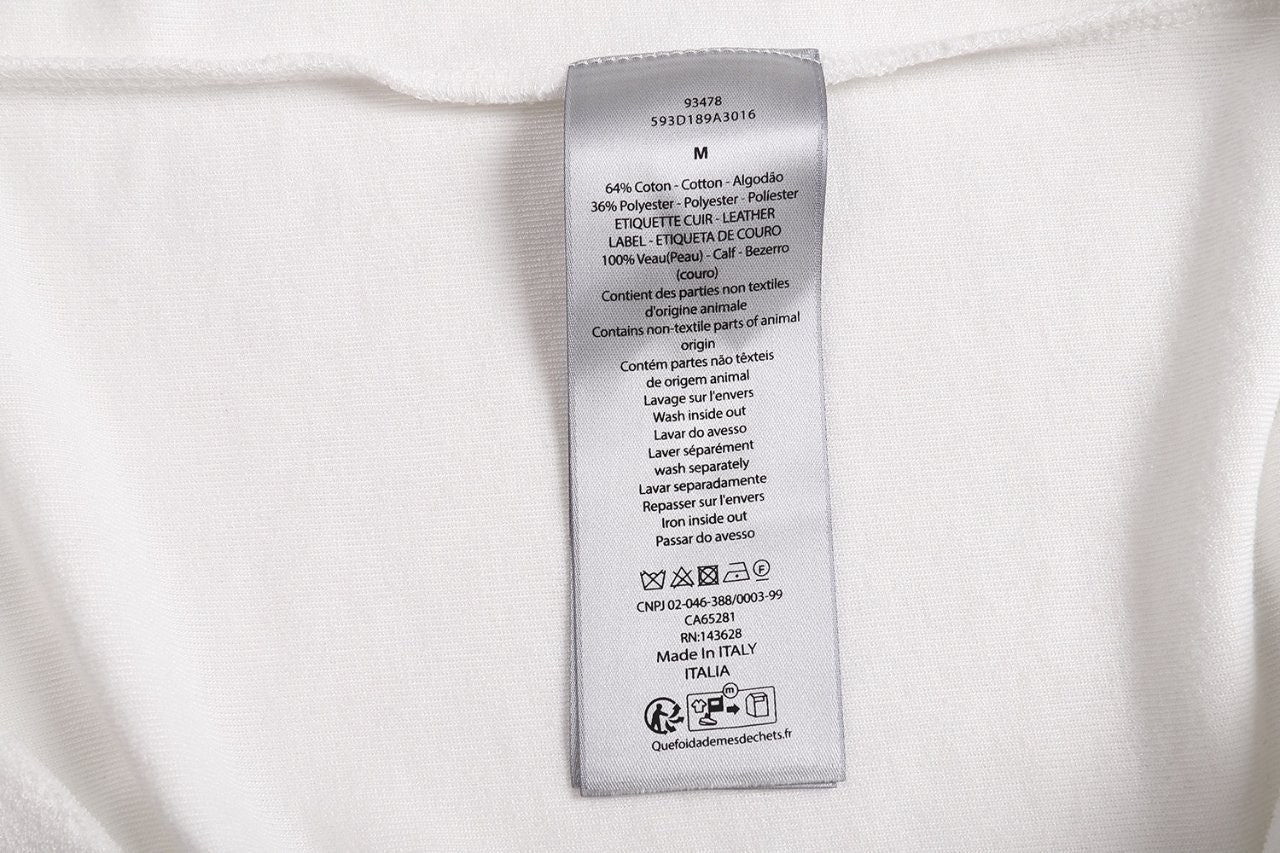 93478
593D189A3016
M
64% Coton - Cotton - Algodão
36% Polyester - Polyester - Políester
ETIQUETTE CUIR - LEATHER
LABEL - ETIQUETA DE COURO
100% Veau(Peau) - Calf - Bezerro
(couro)
Contient des parties non textiles
d'origine animale
Contains non-textile parts of animal
origin
Contém partes não têxteis
de origem animal
Lavage sur l'envers
Wash inside out
Lavar do avesso
Laver séparément
wash separately
Lavar separadamente
Repasser sur l'envers
Iron inside out
Passar do avesso
F
CNPJ 02-046-388/0003-99
CA65281
RN:143628
Made In ITALY
ITALIA
m
Quefoidademesdechets.fr